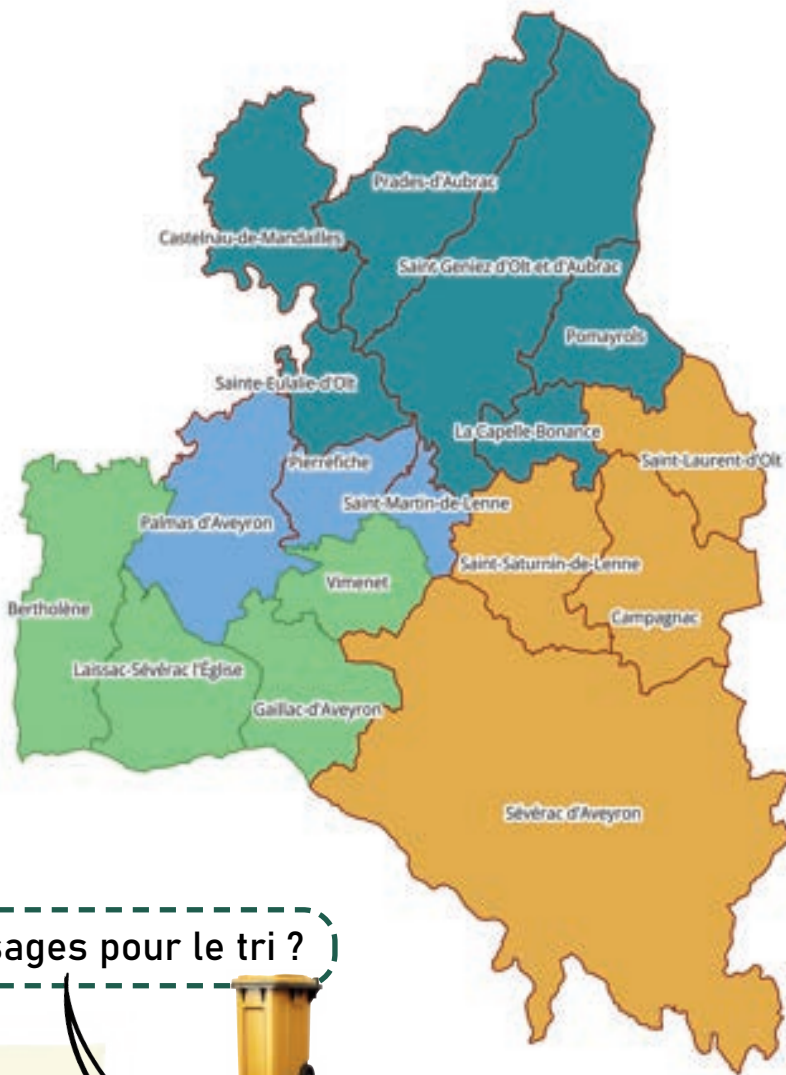 Prades-d'Aubrac
Castelnau-de-Mandailles
Saint Geniez d'Olt et d'Aubrac
Pomayrols
Sainte-Eulalie-d'Olt
La Capelle-Bonance
Pierrefiche
Saint-Laurent-d'Olt
Saint-Martin-de-Lenne
Palmas d'Aveyron
Saint-Saturnin-de-Lenne
Vimenet
Bertholène
Campagnac
Laissac-Sévérac l'Église
Gaillac-d'Aveyron
Sévérac d'Aveyron
sages pour le tri ?